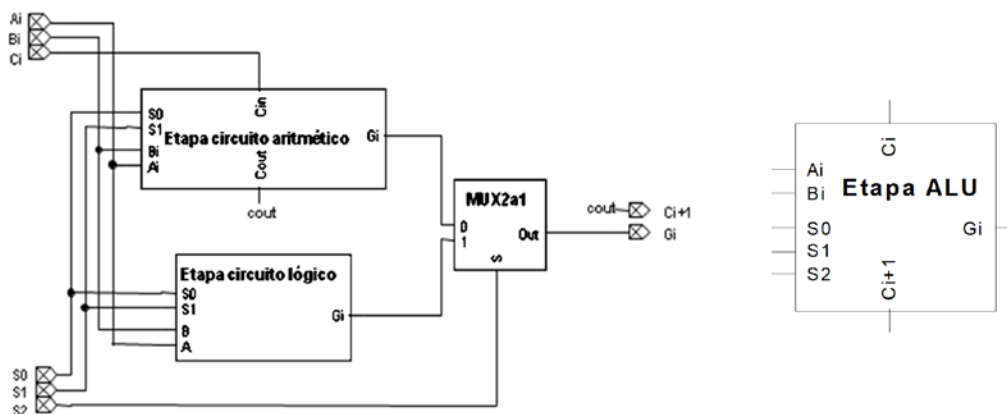 Ai
Bi
Ci
S0
S1
Bi
Ai
Cin
Etapa circuito aritmético
Cout
Gi
cout
Etapa circuito lógico
S0
S1
B
A
Gi
MUX2a1
0
1
Out
S
cout
Ci+1
Gi
S0
S1
S2
Ai
Bi
S0
S1
S2
Ci
Etapa ALU
Gi
Ci+1